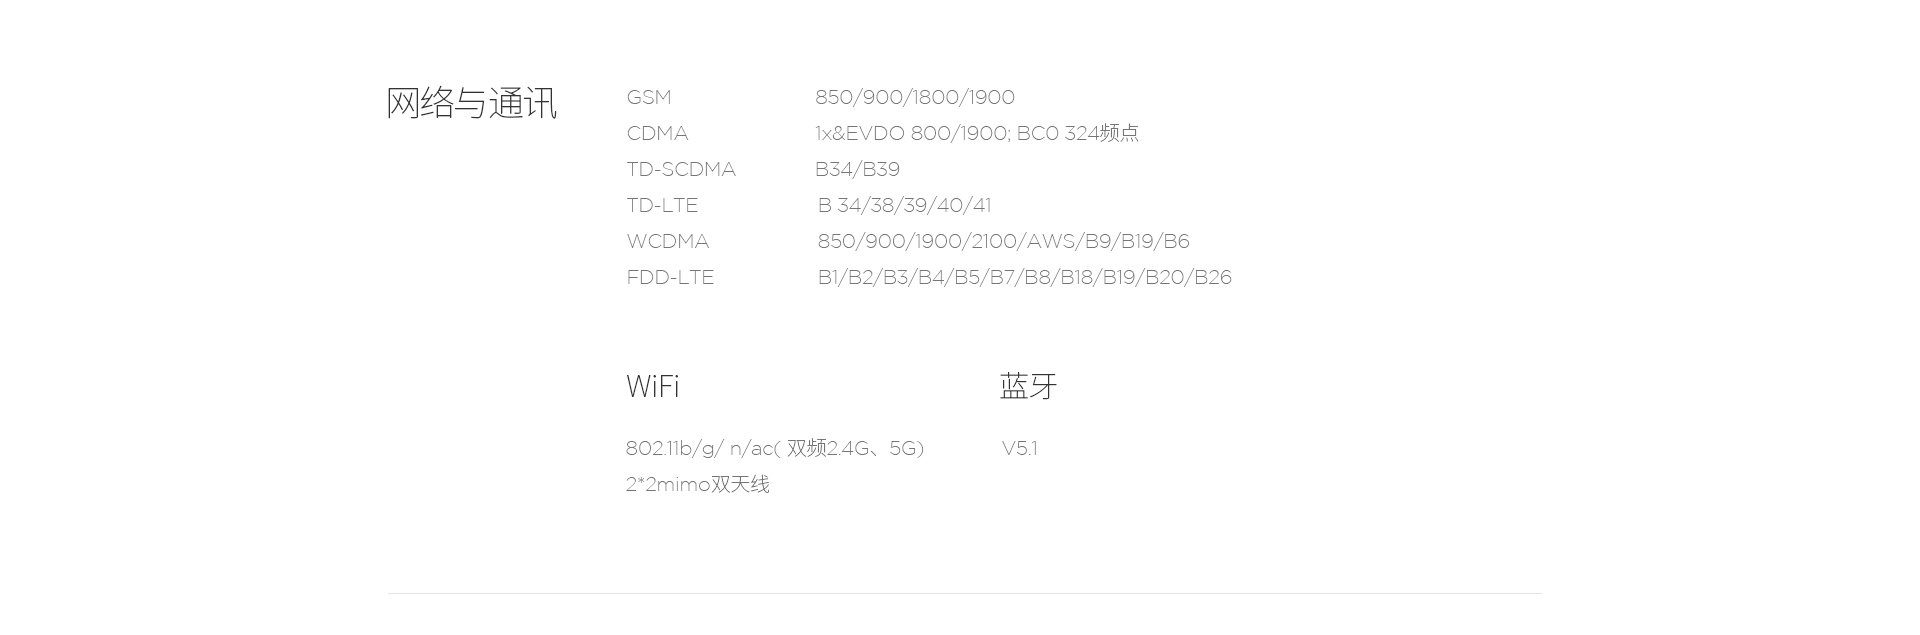 网络与通讯
GSM 850/900/1800/1900
CDMA 1x&EVDO 800/1900; BC0 324频点
TD-SCDMA B34/B39
TD-LTE B 34/38/39/40/41
WCDMA 850/900/1900/2100/AWS/B9/B19/B6
FDD-LTE B1/B2/B3/B4/B5/B7/B8/B18/B19/B20/B26
WiFi 蓝牙
802.11b/g/ n/ac( 双频2.4G、5G) V5.1
2*2mimo双天线